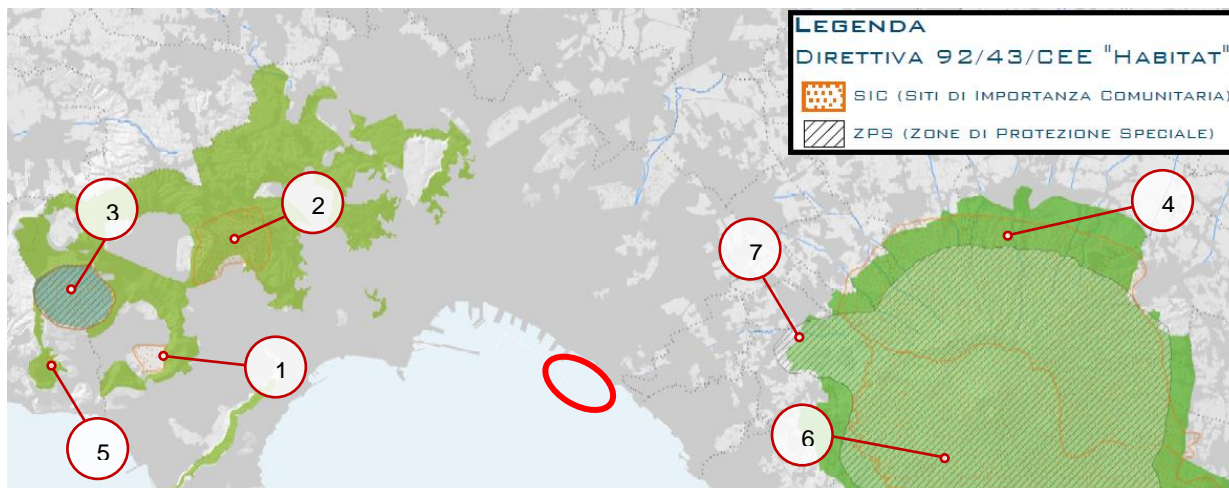 LEGENDA
DIRETTIVA 92/43/CEE "HABITAT"
SIC (SITI DI IMPORTANZA COMUNITARIA)
ZPS (ZONE DI PROTEZIONE SPECIALE)
3
2
4
7
1
5
6